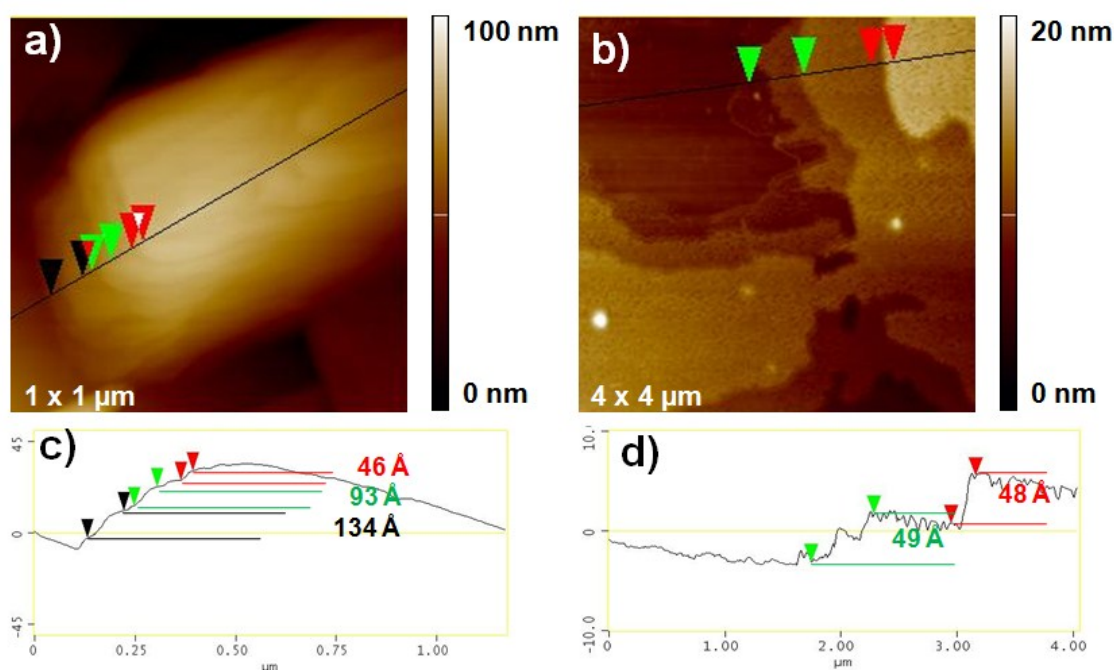 a)
100 nm
0 nm
1 x 1 µm
b)
20 nm
0 nm
4 x 4 µm
c)
45
0
-45
46 Å
93 Å
134 Å
0 0.25 0.50 0.75 1.00
µm
d)
10.0
0
-10.0
48 Å
49 Å
0 2.00 3.00 4.00
µm